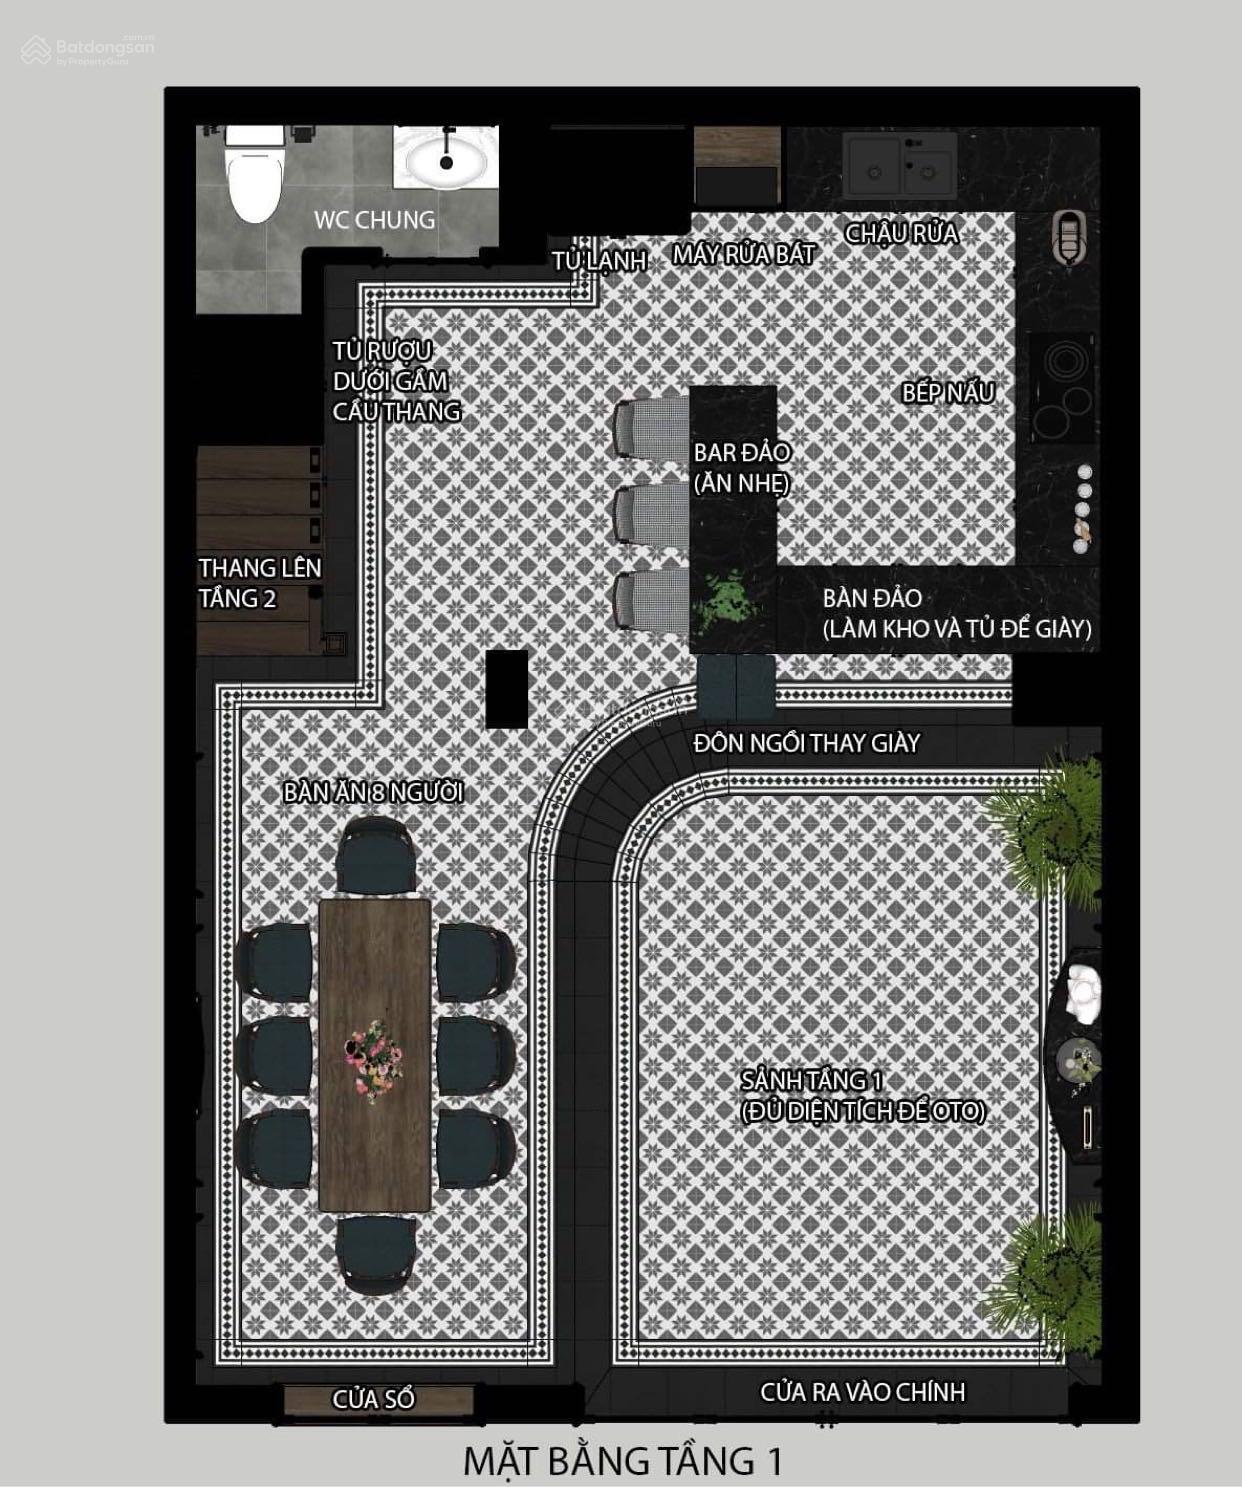 Batdongsan
.com.vn
by PropertyGuru
WC CHUNG
TỦ LẠNH
MÁY RỬA BÁT
CHẬU RỬA
TỦ RƯỢU
DƯỚI GẦM
CẦU THANG
BẾP NẤU
BAR ĐẢO
(ĂN NHẸ)
THANG LÊN
TẦNG 2
BÀN ĐẢO
(LÀM KHO VÀ TỦ ĐỂ GIÀY)
ĐÔN NGỒI THAY GIÀY
BÀN ĂN 8 NGƯỜI
SẢNH TẦNG 1
(ĐỦ DIỆN TÍCH ĐỂ OTO)
CỬA SỔ
CỬA RA VÀO CHÍNH
MẶT BẰNG TẦNG 1